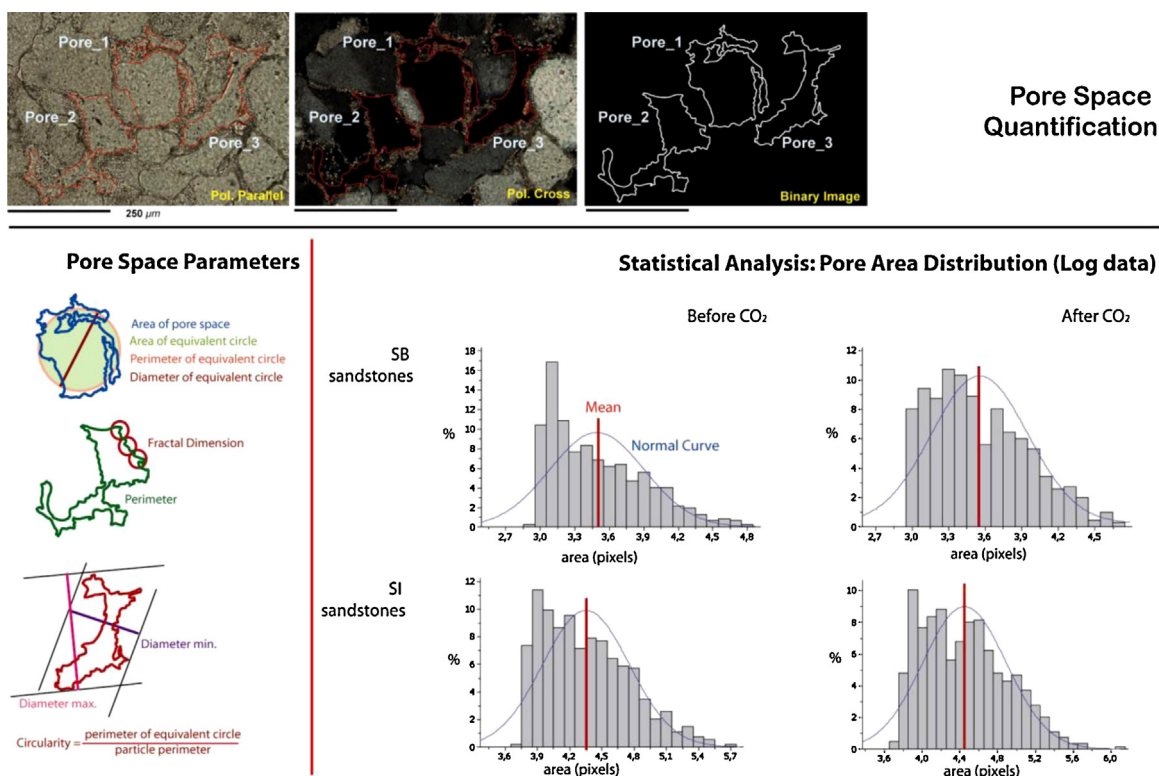 Pore_1
Pore_2
Pore_3
Pol. Parallel
250 µm
Pore_1
Pore_2
Pore_3
Pol. Cross
Pore_1
Pore_2
Pore_3
Binary Image
Pore Space
Quantification
Pore Space Parameters
Area of pore space
Area of equivalent circle
Perimeter of equivalent circle
Diameter of equivalent circle
Fractal Dimension
Perimeter
Diameter min.
Diameter max.
Circularity = perimeter of equivalent circle
particle perimeter
Statistical Analysis: Pore Area Distribution (Log data)
Before CO₂
After CO₂
SB
sandstones
18
16
14
12
10
8
6
4
2
0
%
Mean
Normal Curve
2,7 3,0 3,3 3,6 3,9 4,2 4,5 4,8
area (pixels)
12
10
8
6
4
2
0
%
2,7 3,0 3,3 3,6 3,9 4,2 4,5
area (pixels)
SI
sandstones
12
10
8
6
4
2
0
%
3,6 3,9 4,2 4,5 4,8 5,1 5,4 5,7
area (pixels)
10
8
6
4
2
0
%
3,6 4,0 4,4 4,8 5,2 5,6 6,0
area (pixels)